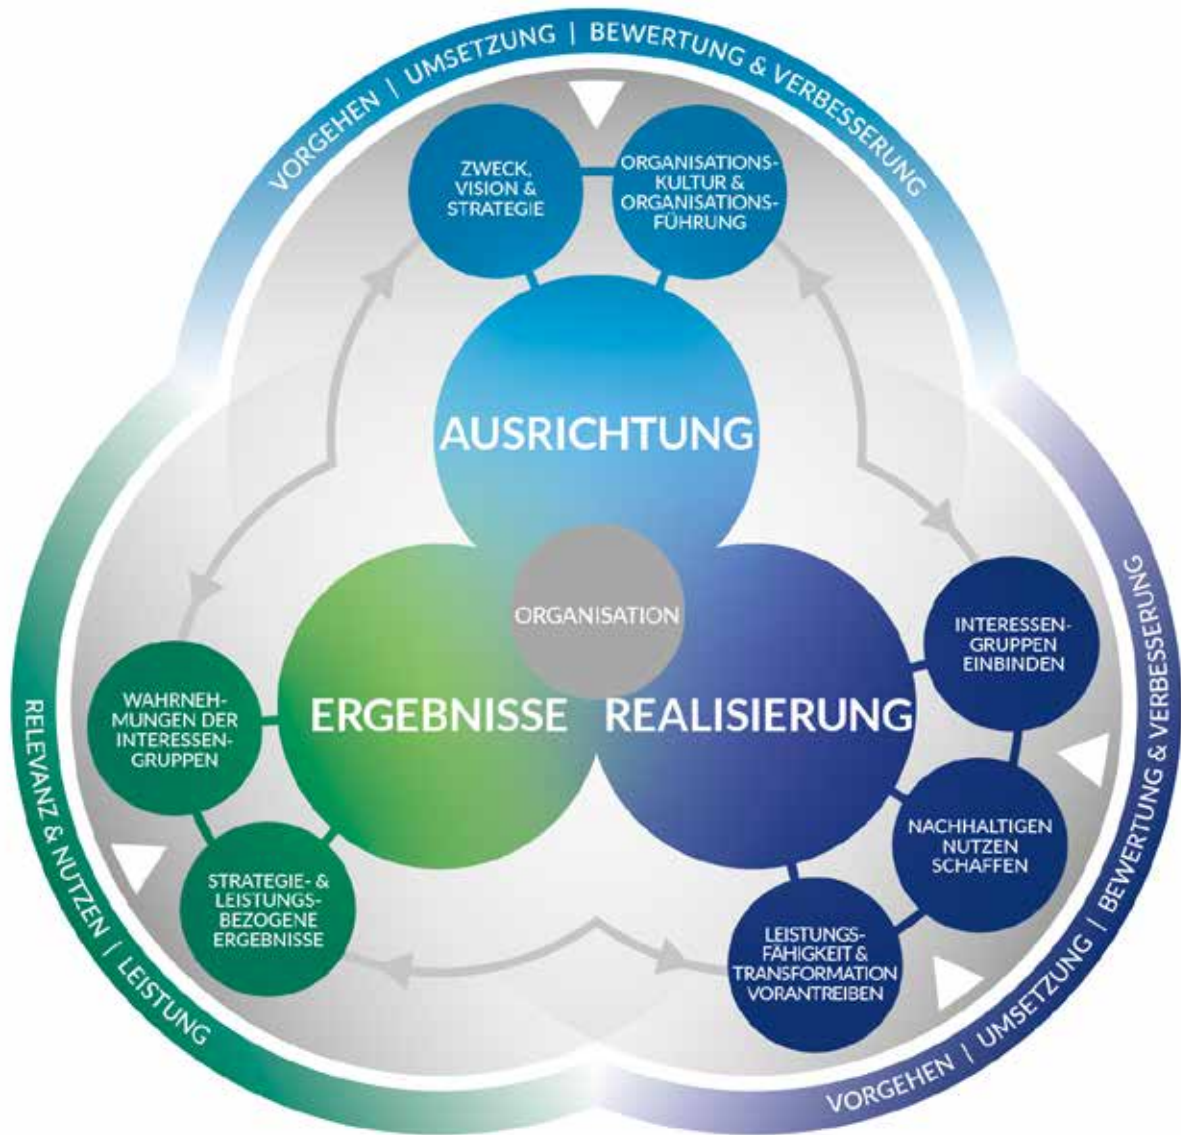 VORGEHEN | UMSETZUNG | BEWERTUNG & VERBESSERUNG
ZWECK,
VISION &
STRATEGIE
ORGANISATIONS-
KULTUR &
ORGANISATIONS-
FÜHRUNG
AUSRICHTUNG
ORGANISATION
ERGEBNISSE
REALISIERUNG
INTERESSEN-
GRUPPEN
EINBINDEN
NACHHALTIGEN
NUTZEN
SCHAFFEN
LEISTUNGS-
FÄHIGKEIT &
TRANSFORMATION
VORANTREIBEN
VORGEHEN | UMSETZUNG | BEWERTUNG & VERBESSERUNG
WAHRNEH-
MUNGEN DER
INTERESSEN-
GRUPPEN
STRATEGIE- &
LEISTUNGS-
BEZOGENE
ERGEBNISSE
RELEVANZ & NUTZEN | LEISTUNG